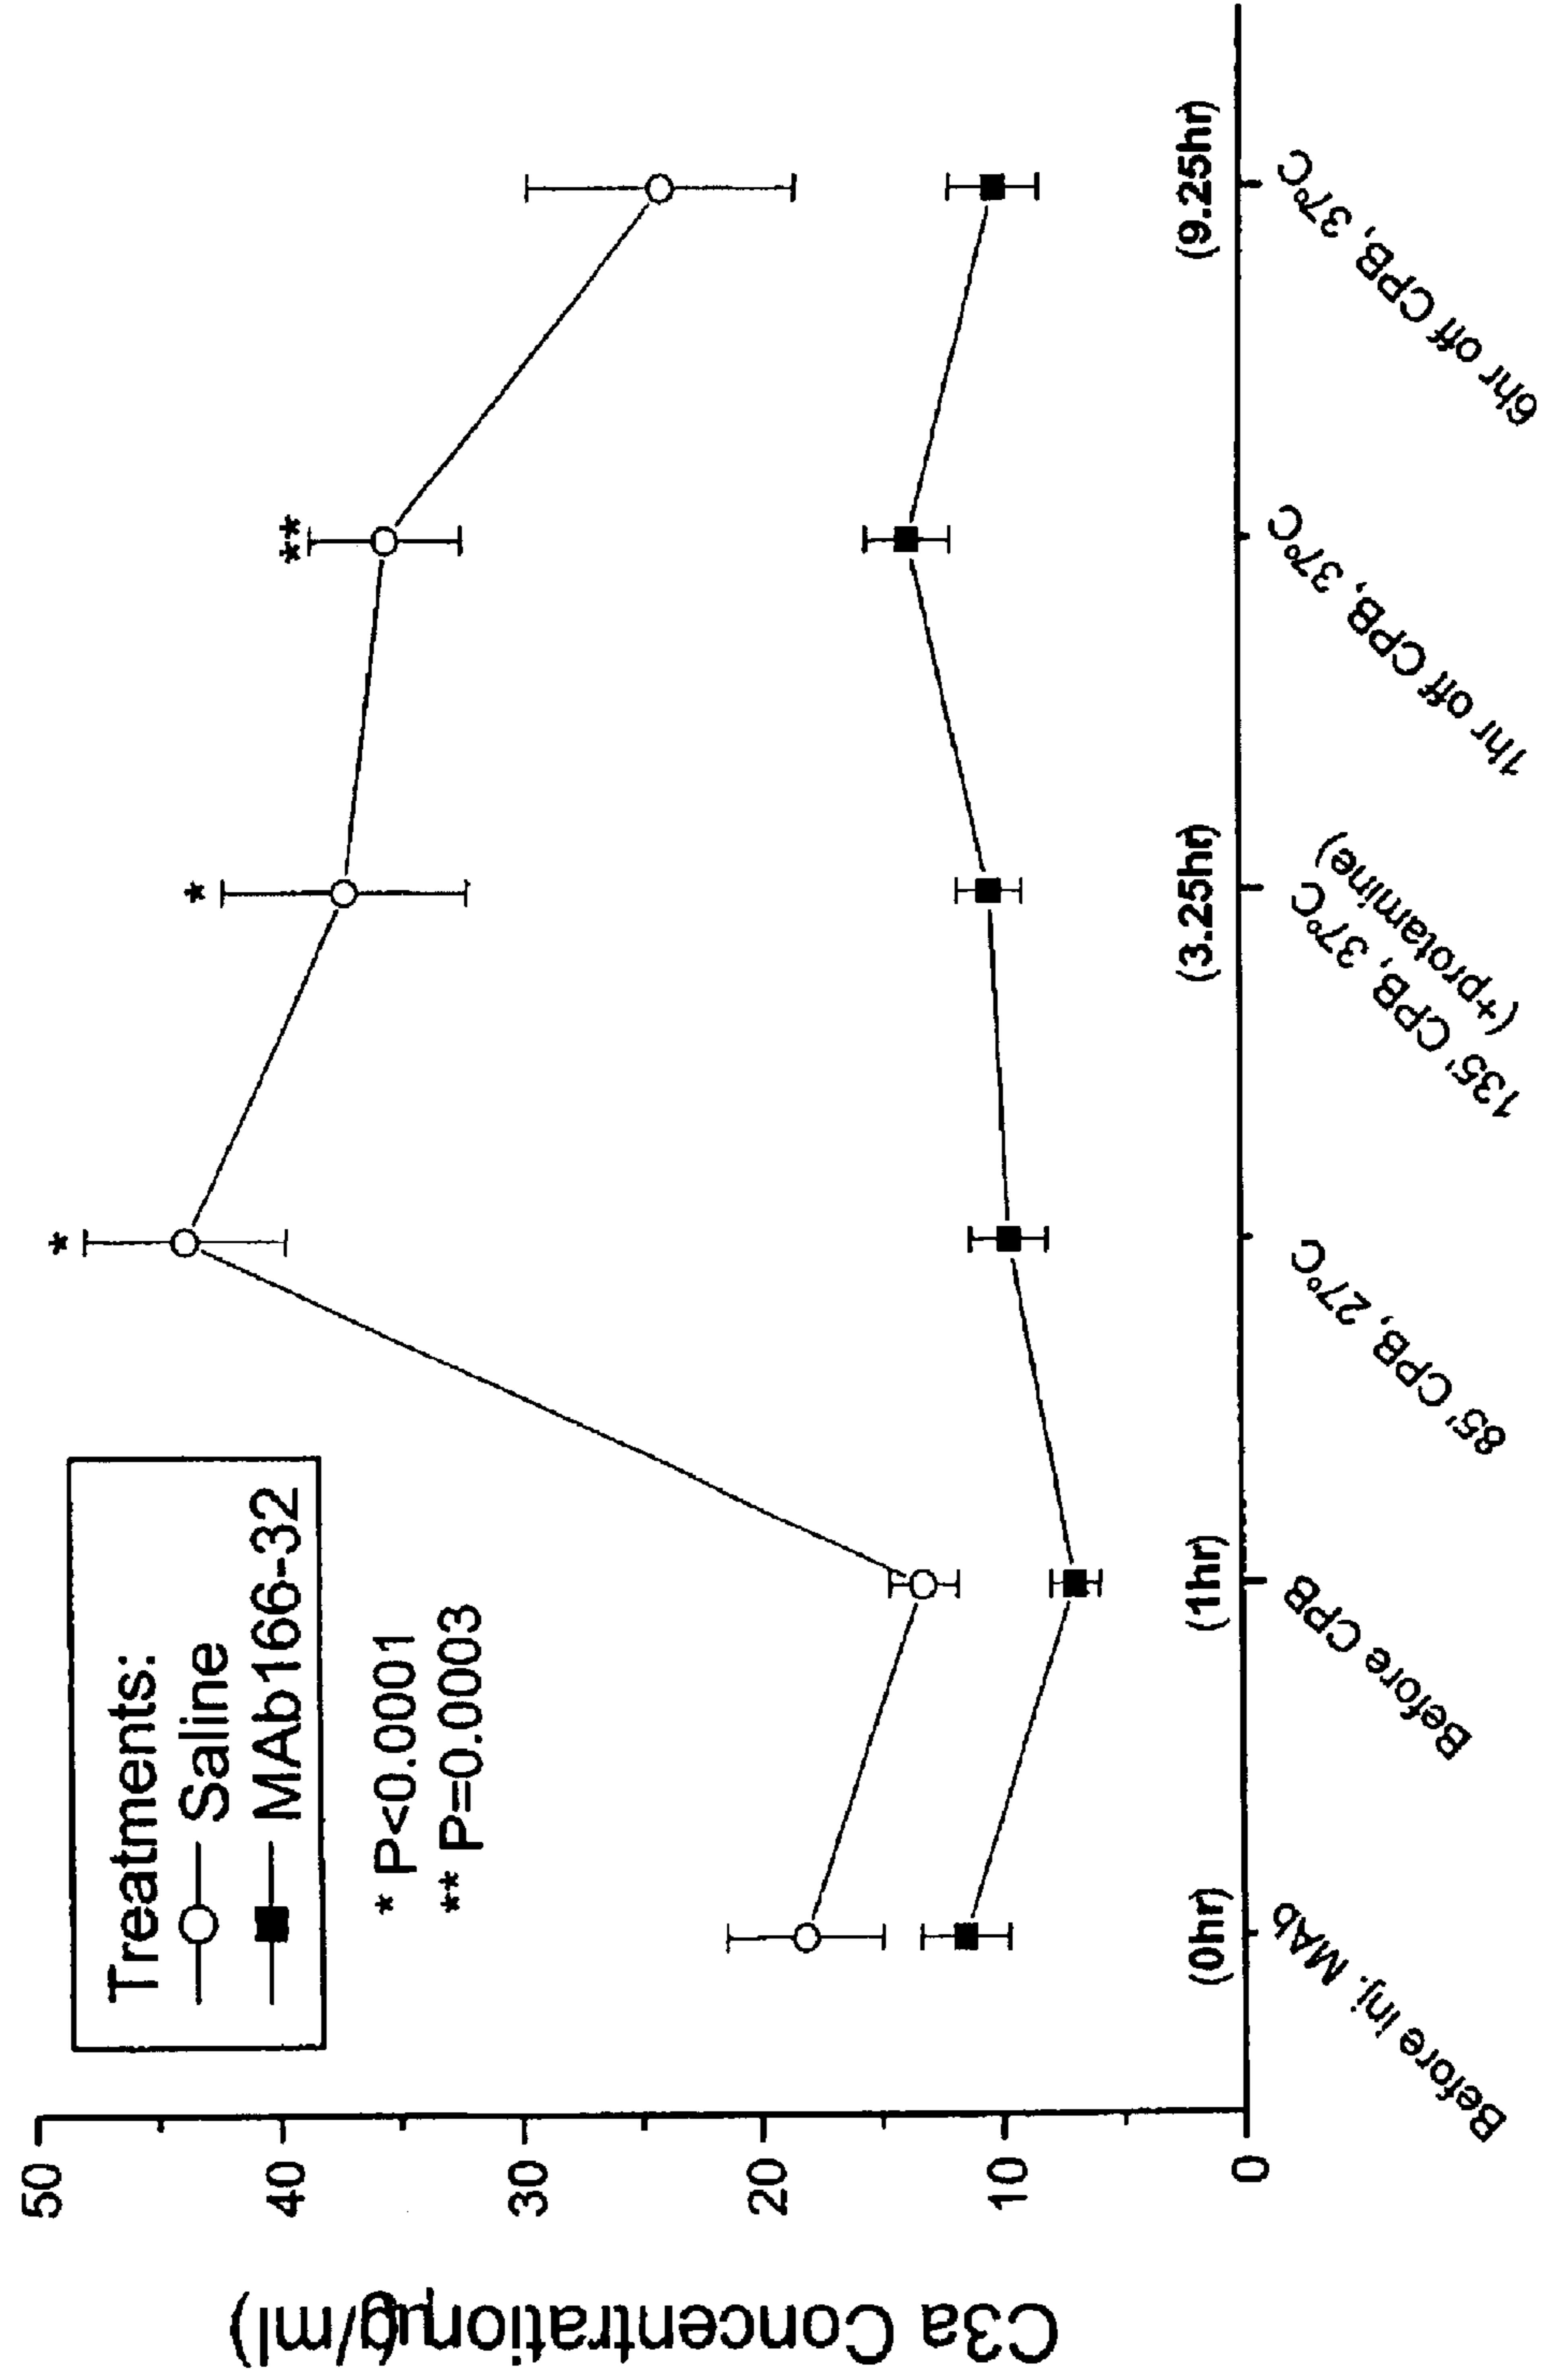 Treatments:
Saline
MAb166-32
* P<0.0001
** P=0.0003
*
*
**
50
40
30
20
10
0
C3a Concentration(µg/ml)
(0hr)
(1hr)
(3.25hr)
(9.25hr)
Before inj. MAb
Before CPB
85' CPB, 27°C
135' CPB, 37°C
(+protamine)
1hr off CPB, 37°C
6hr off CPB, 37°C